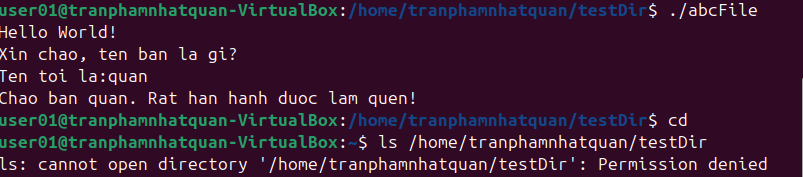 user01@tranphamnhatquan-VirtualBox:/home/tranphamnhatquan/testDir$ ./abcFile
Hello World!
Xin chao, ten ban la gi?
Ten toi la:quan
Chao ban quan. Rat han hanh duoc lam quen!
user01@tranphamnhatquan-VirtualBox:/home/tranphamnhatquan/testDir$ cd
user01@tranphamnhatquan-VirtualBox:~$ ls /home/tranphamnhatquan/testDir
ls: cannot open directory '/home/tranphamnhatquan/testDir': Permission denied